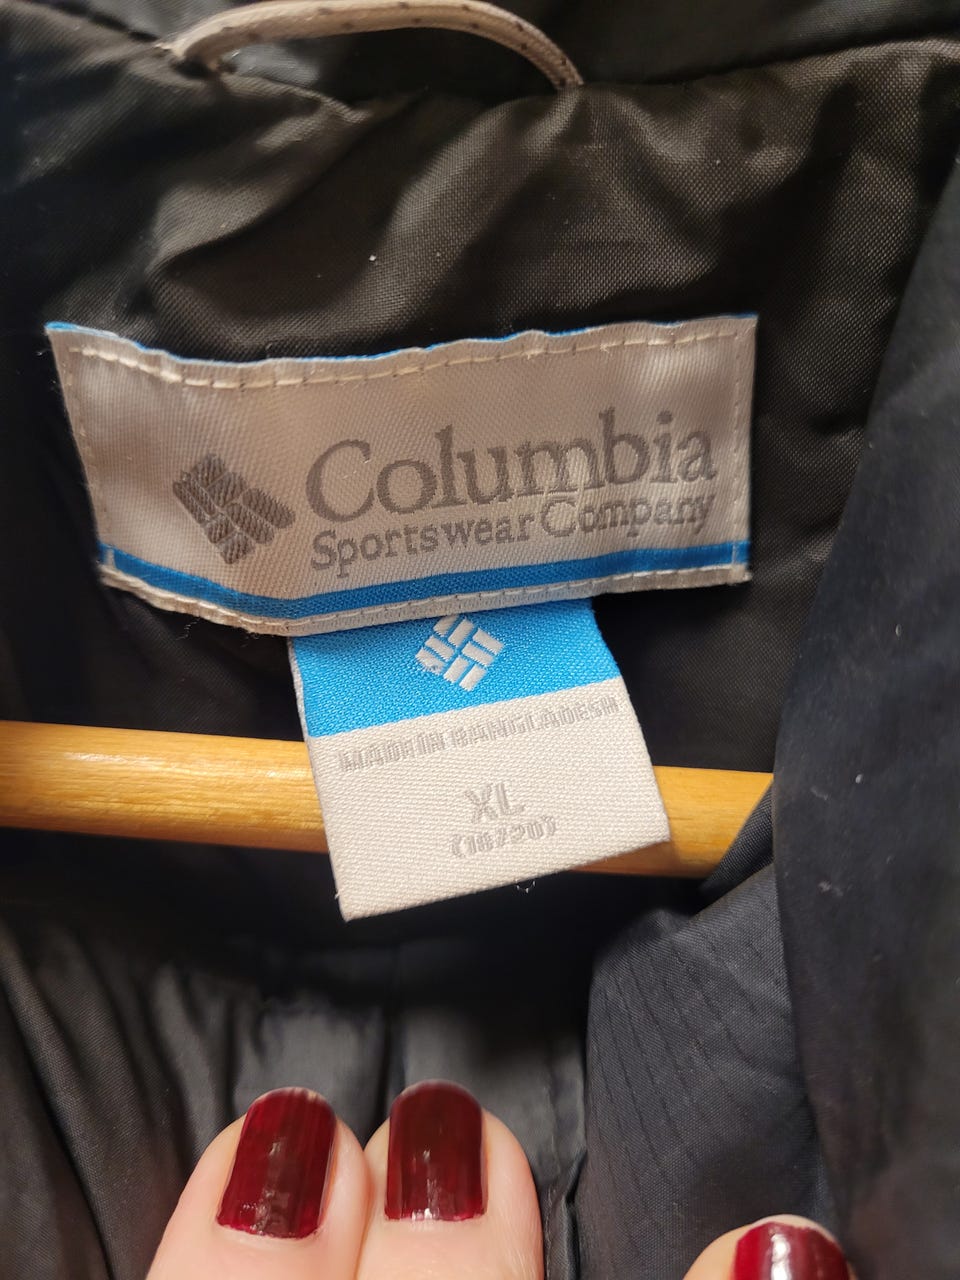 Columbia
Sportswear Company
MADE IN BANGLADESH
XL
(18/20)